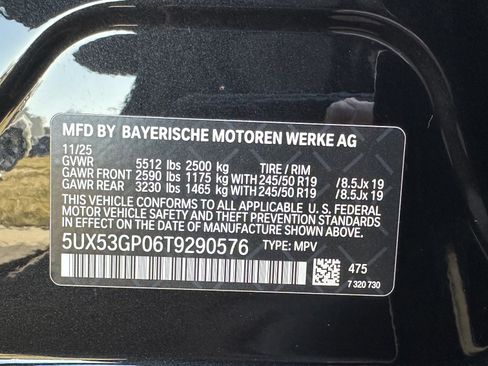 MFD BY BAYERISCHE MOTOREN WERKE AG
11/25
GVWR 5512 lbs 2500 kg TIRE / RIM
GAWR FRONT 2590 lbs 1175 kg WITH 245/50 R19 / 8.5Jx19
GAWR REAR 3230 lbs 1465 kg WITH 245/50 R19 / 8.5Jx19
THIS VEHICLE CONFORMS TO ALL APPLICABLE U. S. FEDERAL
MOTOR VEHICLE SAFETY AND THEFT PREVENTION STANDARDS
IN EFFECT ON THE DATE OF MANUFACTURE SHOWN ABOVE.
5UX53GP06T9290576 TYPE: MPV
475
7 320 730